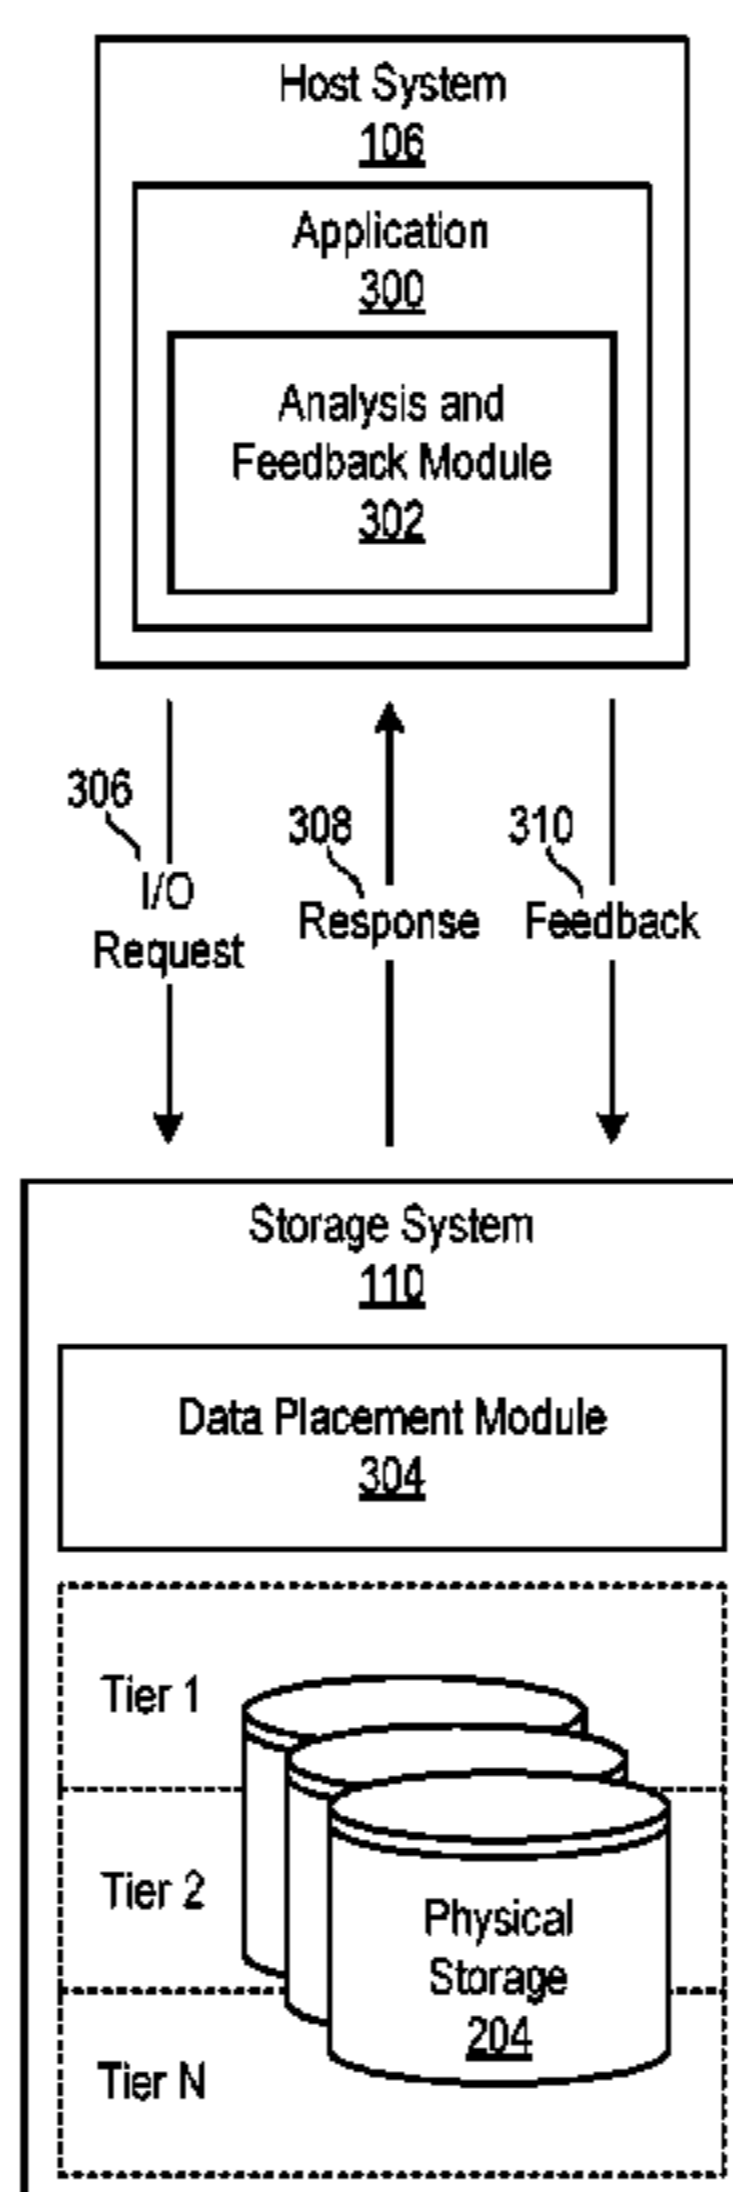 Host System
106
Application
300
Analysis and
Feedback Module
302
306
I/O
Request
308
Response
310
Feedback
Storage System
110
Data Placement Module
304
Tier 1
Tier 2
Tier N
Physical
Storage
204